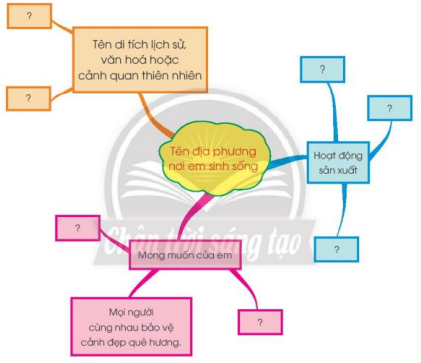 ?
Tên di tích lịch sử,
văn hoá hoặc
cảnh quan thiên nhiên
?
?
?
Tên địa phương
nơi em sinh sống
Hoạt động
sản xuất
?
?
Chân trời sáng tạo
Mong muốn của em
Mọi người
cùng nhau bảo vệ
cảnh đẹp quê hương.
?